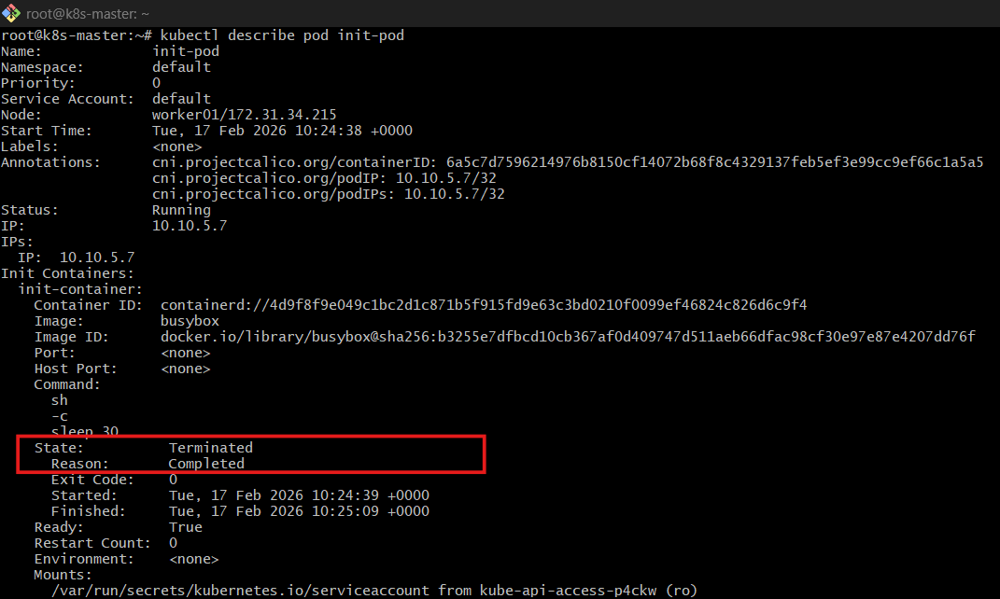 root@k8s-master: ~
root@k8s-master:~# kubectl describe pod init-pod
Name:             init-pod
Namespace:        default
Priority:         0
Service Account:  default
Node:             worker01/172.31.34.215
Start Time:       Tue, 17 Feb 2026 10:24:38 +0000
Labels:           <none>
Annotations:      cni.projectcalico.org/containerID: 6a5c7d7596214976b8150cf14072b68f8c4329137feb5ef3e99cc9ef66c1a5a5
                  cni.projectcalico.org/podIP: 10.10.5.7/32
                  cni.projectcalico.org/podIPs: 10.10.5.7/32
Status:           Running
IP:               10.10.5.7
IPs:
  IP:  10.10.5.7
Init Containers:
  init-container:
    Container ID:  containerd://4d9f8f9e049c1bc2d1c871b5f915fd9e63c3bd0210f0099ef46824c826d6c9f4
    Image:         busybox
    Image ID:      docker.io/library/busybox@sha256:b3255e7dfbcd10cb367af0d409747d511aeb66dfac98cf30e97e87e4207dd76f
    Port:          <none>
    Host Port:     <none>
    Command:
      sh
      -c
      sleep 30
    State:          Terminated
      Reason:       Completed
      Exit Code:    0
      Started:      Tue, 17 Feb 2026 10:24:39 +0000
      Finished:     Tue, 17 Feb 2026 10:25:09 +0000
    Ready:          True
    Restart Count:  0
    Environment:    <none>
    Mounts:
      /var/run/secrets/kubernetes.io/serviceaccount from kube-api-access-p4ckw (ro)